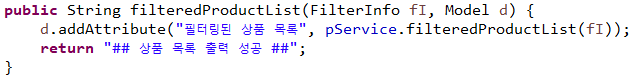 public String filteredProductList(FilterInfo fI, Model d) {
d.addAttribute("필터링된 상품 목록", pService.filteredProductList(fI));
return "## 상품 목록 출력 성공 ##";
}